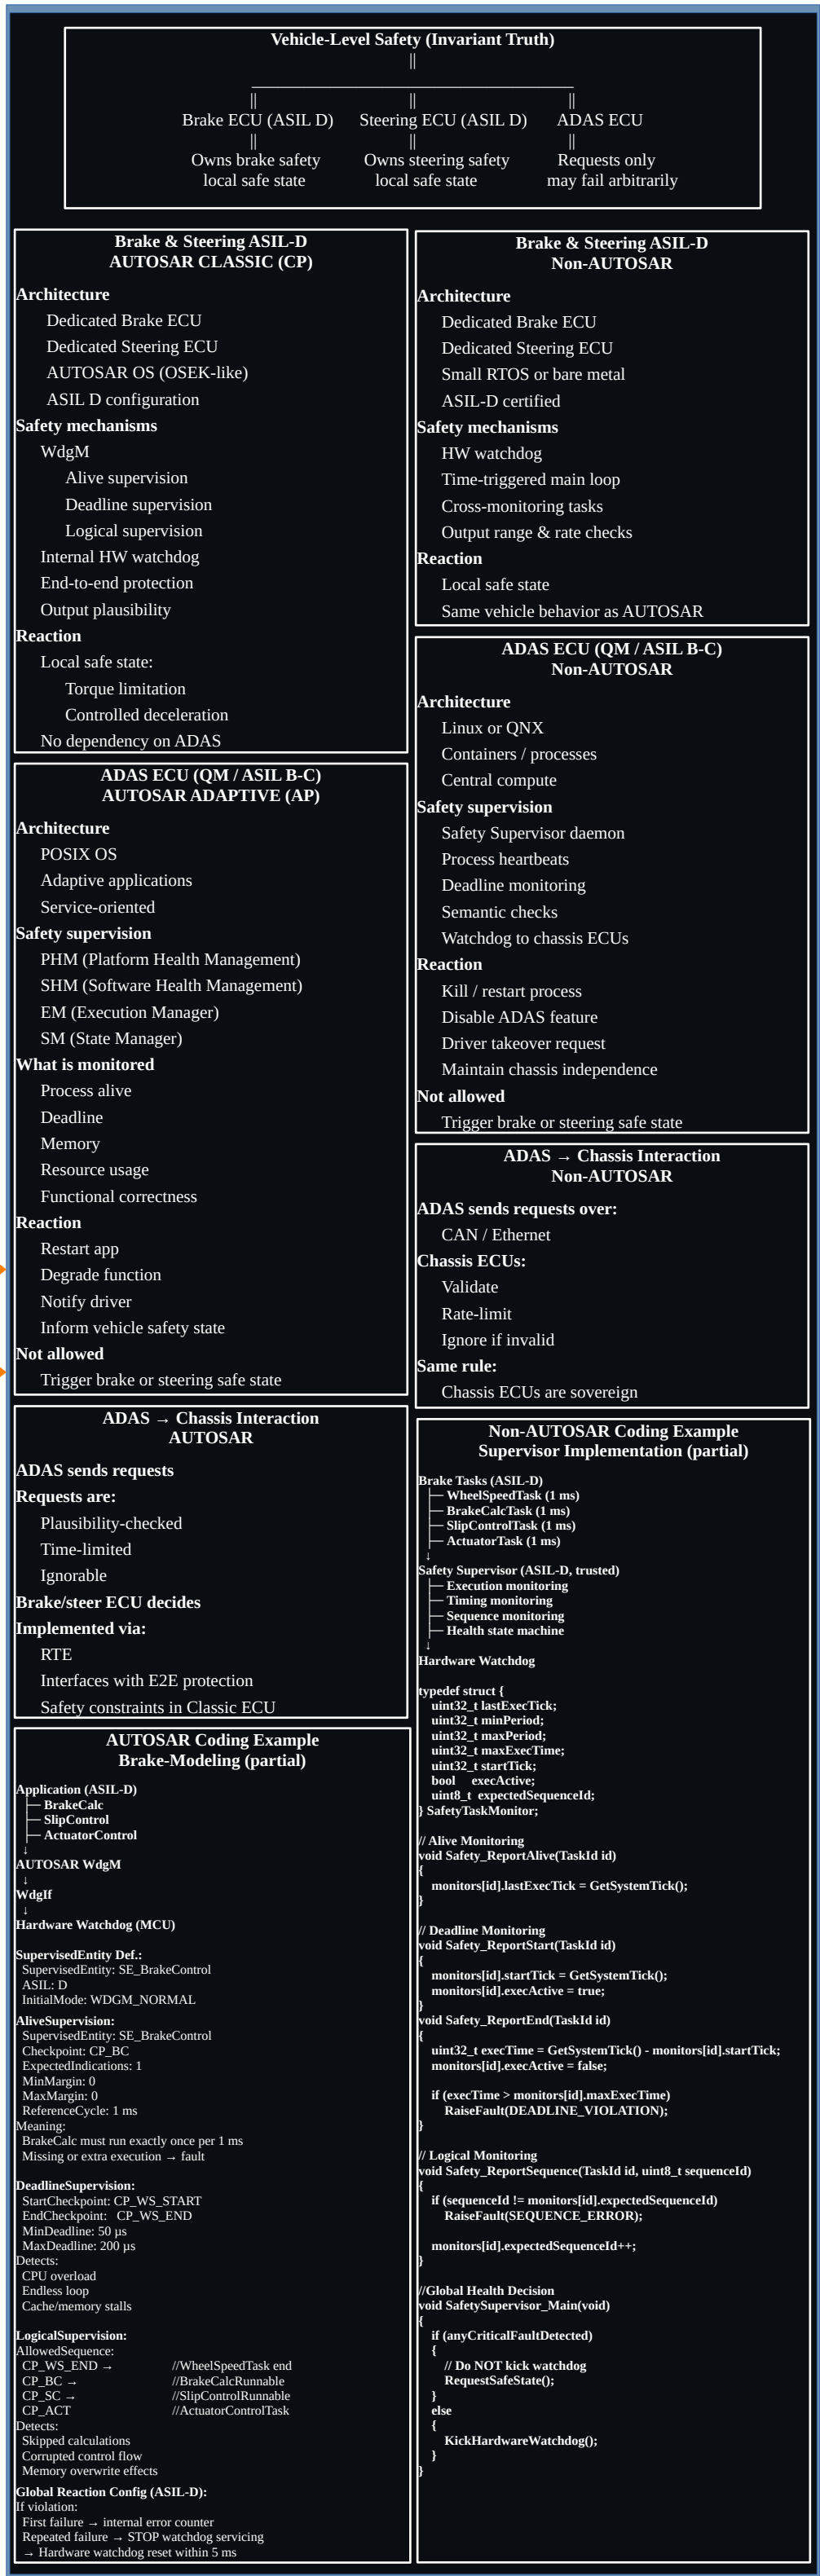 Vehicle-Level Safety (Invariant Truth)
||
||                    ||                    ||
Brake ECU (ASIL D)      Steering ECU (ASIL D)       ADAS ECU
||                    ||                    ||
Owns brake safety          Owns steering safety           Requests only
local safe state                local safe state                may fail arbitrarily
Brake & Steering ASIL-D
AUTOSAR CLASSIC (CP)
Architecture
Dedicated Brake ECU
Dedicated Steering ECU
AUTOSAR OS (OSEK-like)
ASIL D configuration
Safety mechanisms
WdgM
Alive supervision
Deadline supervision
Logical supervision
Internal HW watchdog
End-to-end protection
Output plausibility
Reaction
Local safe state:
Torque limitation
Controlled deceleration
No dependency on ADAS
ADAS ECU (QM / ASIL B-C)
AUTOSAR ADAPTIVE (AP)
Architecture
POSIX OS
Adaptive applications
Service-oriented
Safety supervision
PHM (Platform Health Management)
SHM (Software Health Management)
EM (Execution Manager)
SM (State Manager)
What is monitored
Process alive
Deadline
Memory
Resource usage
Functional correctness
Reaction
Restart app
Degrade function
Notify driver
Inform vehicle safety state
Not allowed
Trigger brake or steering safe state
ADAS → Chassis Interaction
AUTOSAR
ADAS sends requests
Requests are:
Plausibility-checked
Time-limited
Ignorable
Brake/steer ECU decides
Implemented via:
RTE
Interfaces with E2E protection
Safety constraints in Classic ECU
AUTOSAR Coding Example
Brake-Modeling (partial)
Application (ASIL-D)
├─ BrakeCalc
├─ SlipControl
├─ ActuatorControl
↓
AUTOSAR WdgM
↓
WdgIf
↓
Hardware Watchdog (MCU)
SupervisedEntity Def.:
SupervisedEntity: SE_BrakeControl
ASIL: D
InitialMode: WDGM_NORMAL
AliveSupervision:
SupervisedEntity: SE_BrakeControl
Checkpoint: CP_BC
ExpectedIndications: 1
MinMargin: 0
MaxMargin: 0
ReferenceCycle: 1 ms
Meaning:
BrakeCalc must run exactly once per 1 ms
Missing or extra execution → fault
DeadlineSupervision:
StartCheckpoint: CP_WS_START
EndCheckpoint:   CP_WS_END
MinDeadline: 50 µs
MaxDeadline: 200 µs
Detects:
CPU overload
Endless loop
Cache/memory stalls
LogicalSupervision:
AllowedSequence:
CP_WS_END →          //WheelSpeedTask end
CP_BC →          //BrakeCalcRunnable
CP_SC →          //SlipControlRunnable
CP_ACT          //ActuatorControlTask
Detects:
Skipped calculations
Corrupted control flow
Memory overwrite effects
Global Reaction Config (ASIL-D):
If violation:
First failure → internal error counter
Repeated failure → STOP watchdog servicing
→ Hardware watchdog reset within 5 ms
Brake & Steering ASIL-D
Non-AUTOSAR
Architecture
Dedicated Brake ECU
Dedicated Steering ECU
Small RTOS or bare metal
ASIL-D certified
Safety mechanisms
HW watchdog
Time-triggered main loop
Cross-monitoring tasks
Output range & rate checks
Reaction
Local safe state
Same vehicle behavior as AUTOSAR
ADAS ECU (QM / ASIL B-C)
Non-AUTOSAR
Architecture
Linux or QNX
Containers / processes
Central compute
Safety supervision
Safety Supervisor daemon
Process heartbeats
Deadline monitoring
Semantic checks
Watchdog to chassis ECUs
Reaction
Kill / restart process
Disable ADAS feature
Driver takeover request
Maintain chassis independence
Not allowed
Trigger brake or steering safe state
ADAS → Chassis Interaction
Non-AUTOSAR
ADAS sends requests over:
CAN / Ethernet
Chassis ECUs:
Validate
Rate-limit
Ignore if invalid
Same rule:
Chassis ECUs are sovereign
Non-AUTOSAR Coding Example
Supervisor Implementation (partial)
Brake Tasks (ASIL-D)
├─ WheelSpeedTask (1 ms)
├─ BrakeCalcTask (1 ms)
├─ SlipControlTask (1 ms)
├─ ActuatorTask (1 ms)
↓
Safety Supervisor (ASIL-D, trusted)
├─ Execution monitoring
├─ Timing monitoring
├─ Sequence monitoring
├─ Health state machine
↓
Hardware Watchdog
typedef struct {
uint32_t lastExecTick;
uint32_t minPeriod;
uint32_t maxPeriod;
uint32_t maxExecTime;
uint32_t startTick;
bool     execActive;
uint8_t  expectedSequenceId;
} SafetyTaskMonitor;
// Alive Monitoring
void Safety_ReportAlive(TaskId id)
{
monitors[id].lastExecTick = GetSystemTick();
}
// Deadline Monitoring
void Safety_ReportStart(TaskId id)
{
monitors[id].startTick = GetSystemTick();
monitors[id].execActive = true;
}
void Safety_ReportEnd(TaskId id)
{
uint32_t execTime = GetSystemTick() - monitors[id].startTick;
monitors[id].execActive = false;
if (execTime > monitors[id].maxExecTime)
RaiseFault(DEADLINE_VIOLATION);
}
// Logical Monitoring
void Safety_ReportSequence(TaskId id, uint8_t sequenceId)
{
if (sequenceId != monitors[id].expectedSequenceId)
RaiseFault(SEQUENCE_ERROR);
monitors[id].expectedSequenceId++;
}
//Global Health Decision
void SafetySupervisor_Main(void)
{
if (anyCriticalFaultDetected)
{
// Do NOT kick watchdog
RequestSafeState();
}
else
{
KickHardwareWatchdog();
}
}